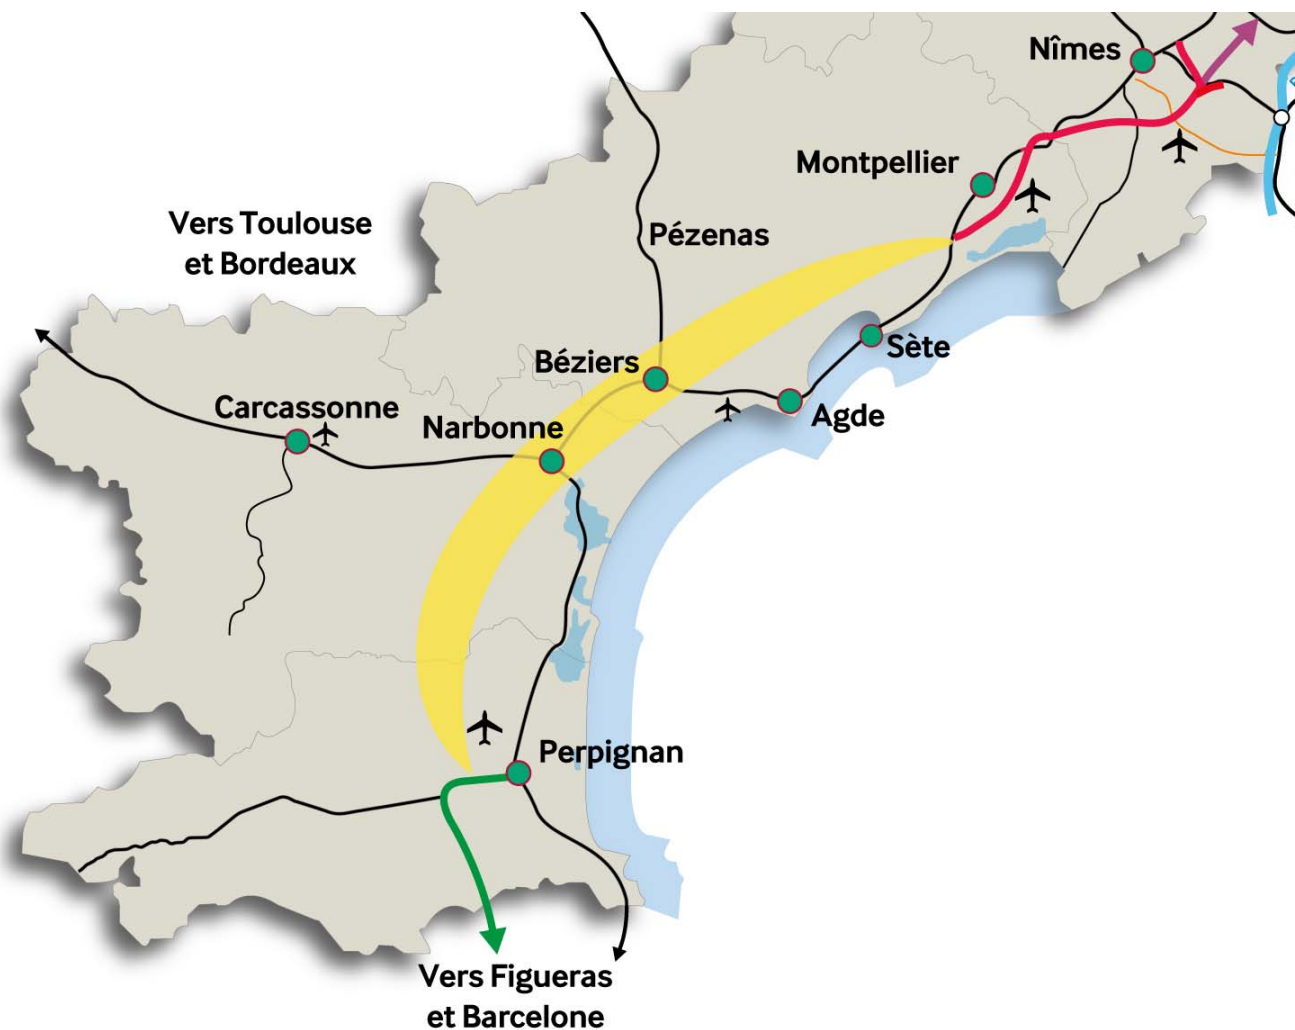 Nîmes
Montpellier
Vers Toulouse
et Bordeaux
Pézenas
Sète
Béziers
Carcassonne
Agde
Narbonne
Perpignan
Vers Figueras
et Barcelone